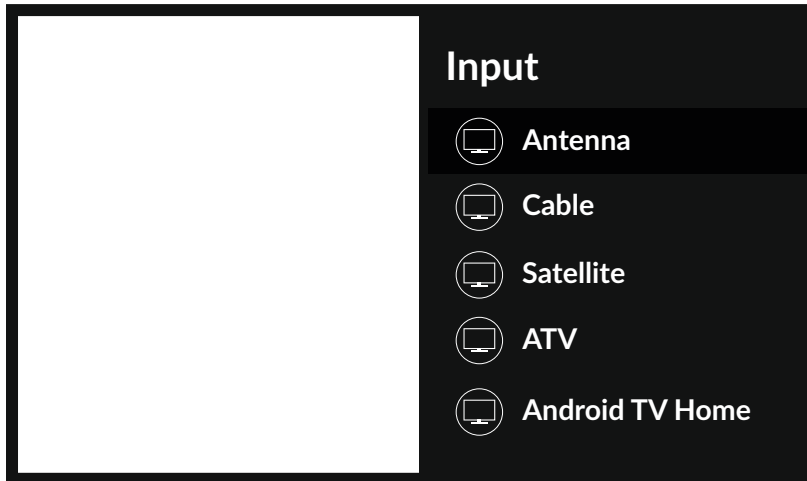 Input
Antenna
Cable
Satellite
ATV
Android TV Home